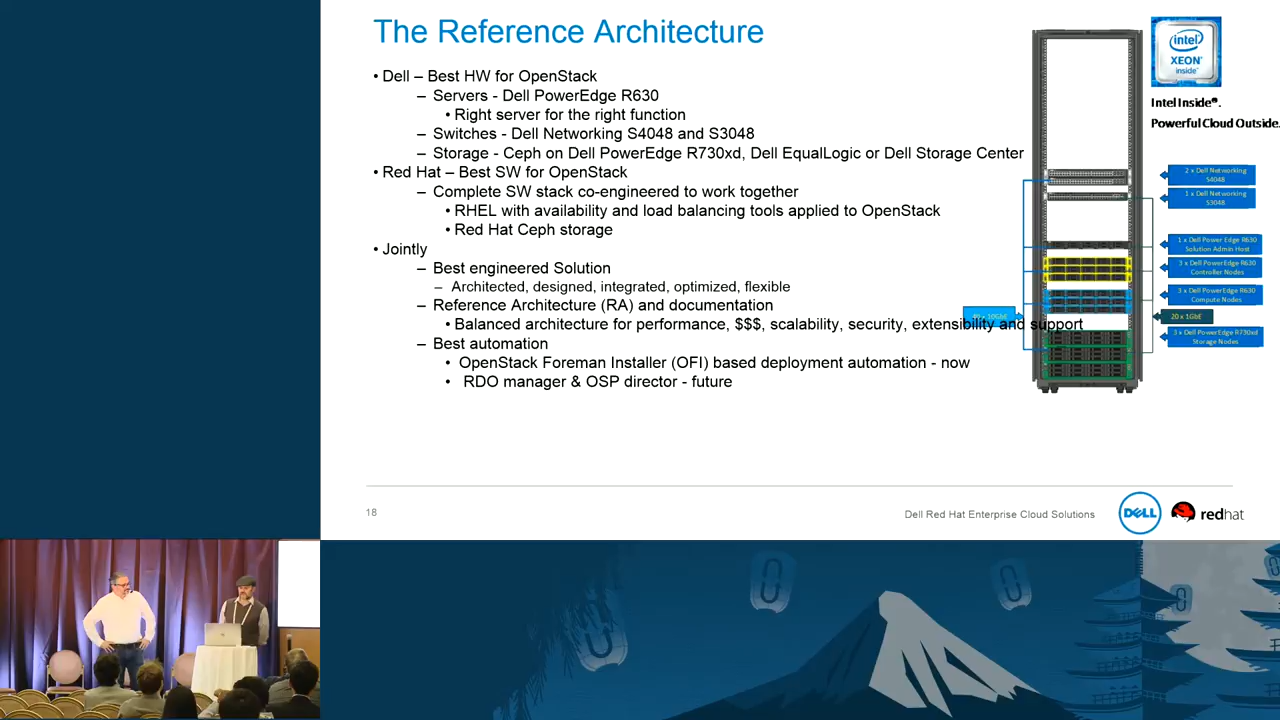 The Reference Architecture
• Dell – Best HW for OpenStack
– Servers - Dell PowerEdge R630
• Right server for the right function
– Switches - Dell Networking S4048 and S3048
– Storage - Ceph on Dell PowerEdge R730xd, Dell EqualLogic or Dell Storage Center
• Red Hat – Best SW for OpenStack
– Complete SW stack co-engineered to work together
• RHEL with availability and load balancing tools applied to OpenStack
• Red Hat Ceph storage
• Jointly
– Best engineered Solution
– Architected, designed, integrated, optimized, flexible
– Reference Architecture (RA) and documentation
• Balanced architecture for performance, $$$, scalability, security, extensibility and support
– Best automation
• OpenStack Foreman Installer (OFI) based deployment automation - now
• RDO manager & OSP director - future
intel
XEON
inside
Intel Inside®.
Powerful Cloud Outside.
2 x Dell Networking
S4048
1 x Dell Networking
S3048
1 x Dell Power Edge R630
Solution Admin Host
3 x Dell PowerEdge R630
Controller Nodes
3 x Dell PowerEdge R630
Compute Nodes
20 x 1GbE
3 x Dell PowerEdge R730xd
Storage Nodes
18
Dell Red Hat Enterprise Cloud Solutions
DELL
redhat